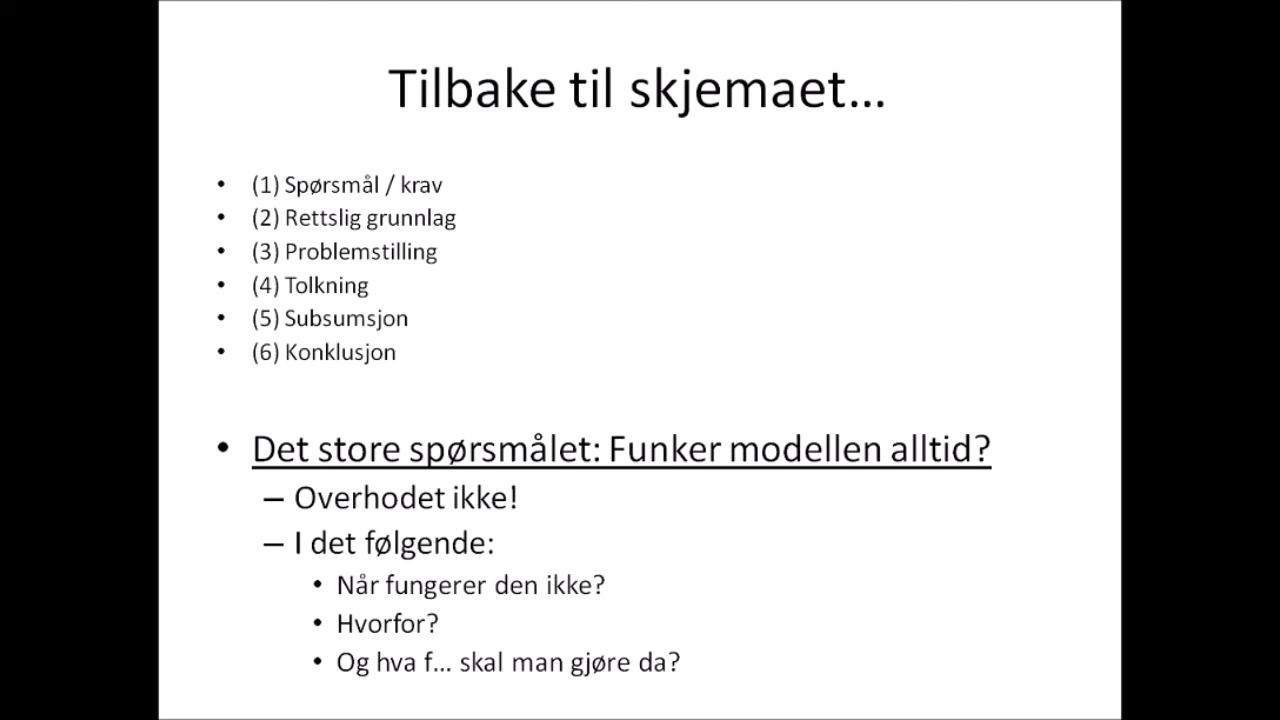 Tilbake til skjemaet...
• (1) Spørsmål / krav
• (2) Rettslig grunnlag
• (3) Problemstilling
• (4) Tolkning
• (5) Subsumsjon
• (6) Konklusjon
• Det store spørsmålet: Funker modellen alltid?
– Overhodet ikke!
– I det følgende:
• Når fungerer den ikke?
• Hvorfor?
• Og hva f... skal man gjøre da?